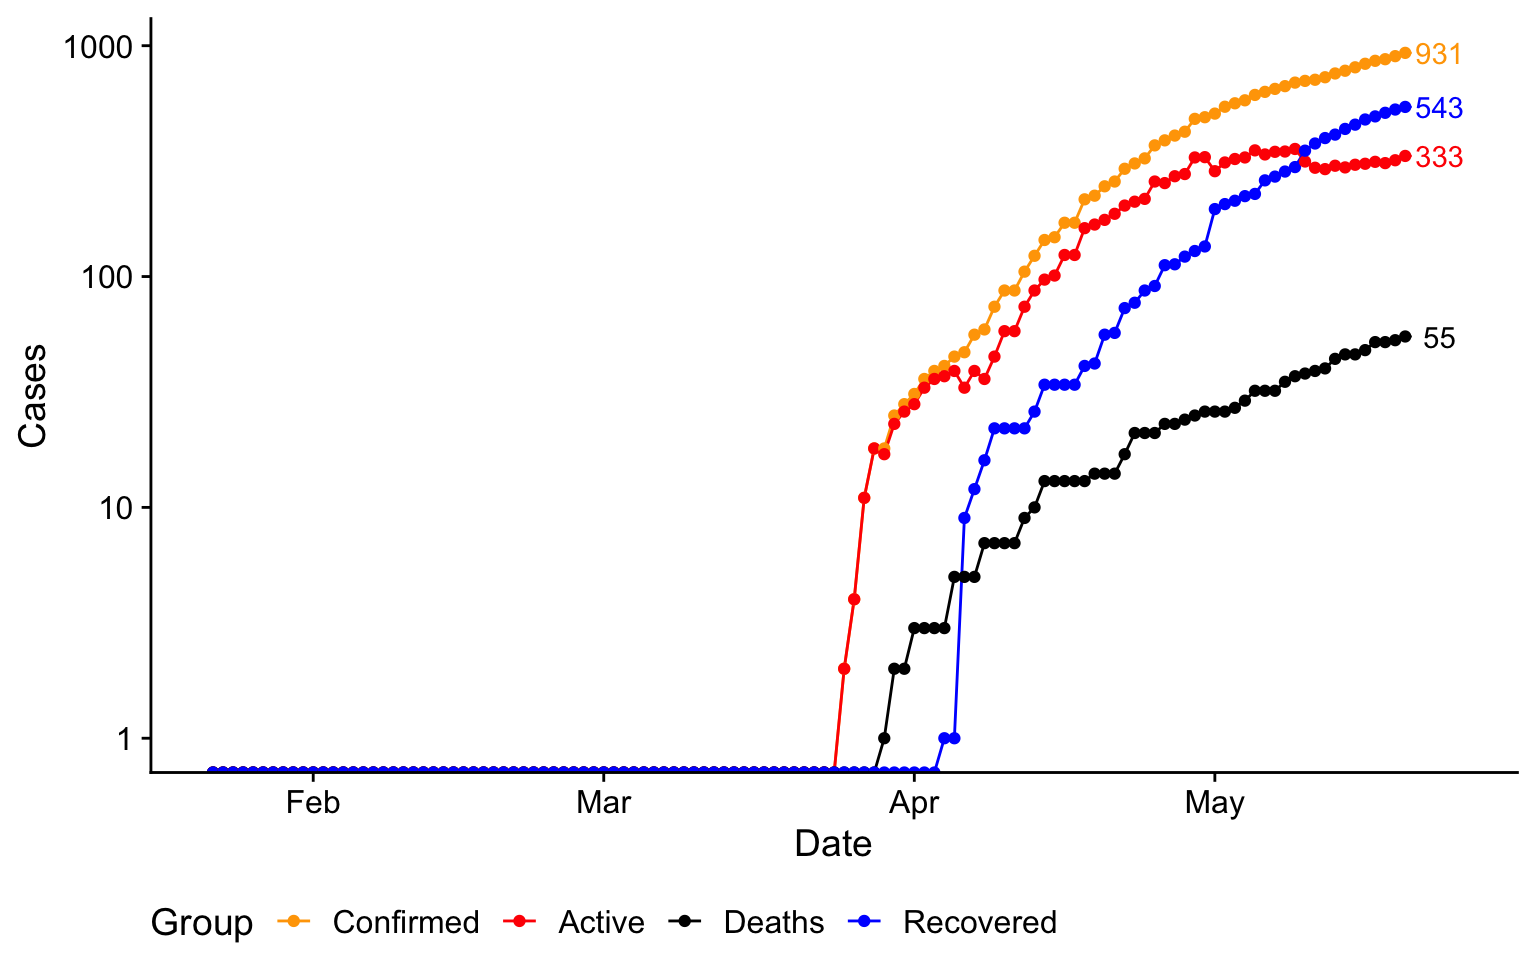 1000
100
10
1
Cases
931
543
333
55
Feb Mar Apr May
Date
Group Confirmed Active Deaths Recovered